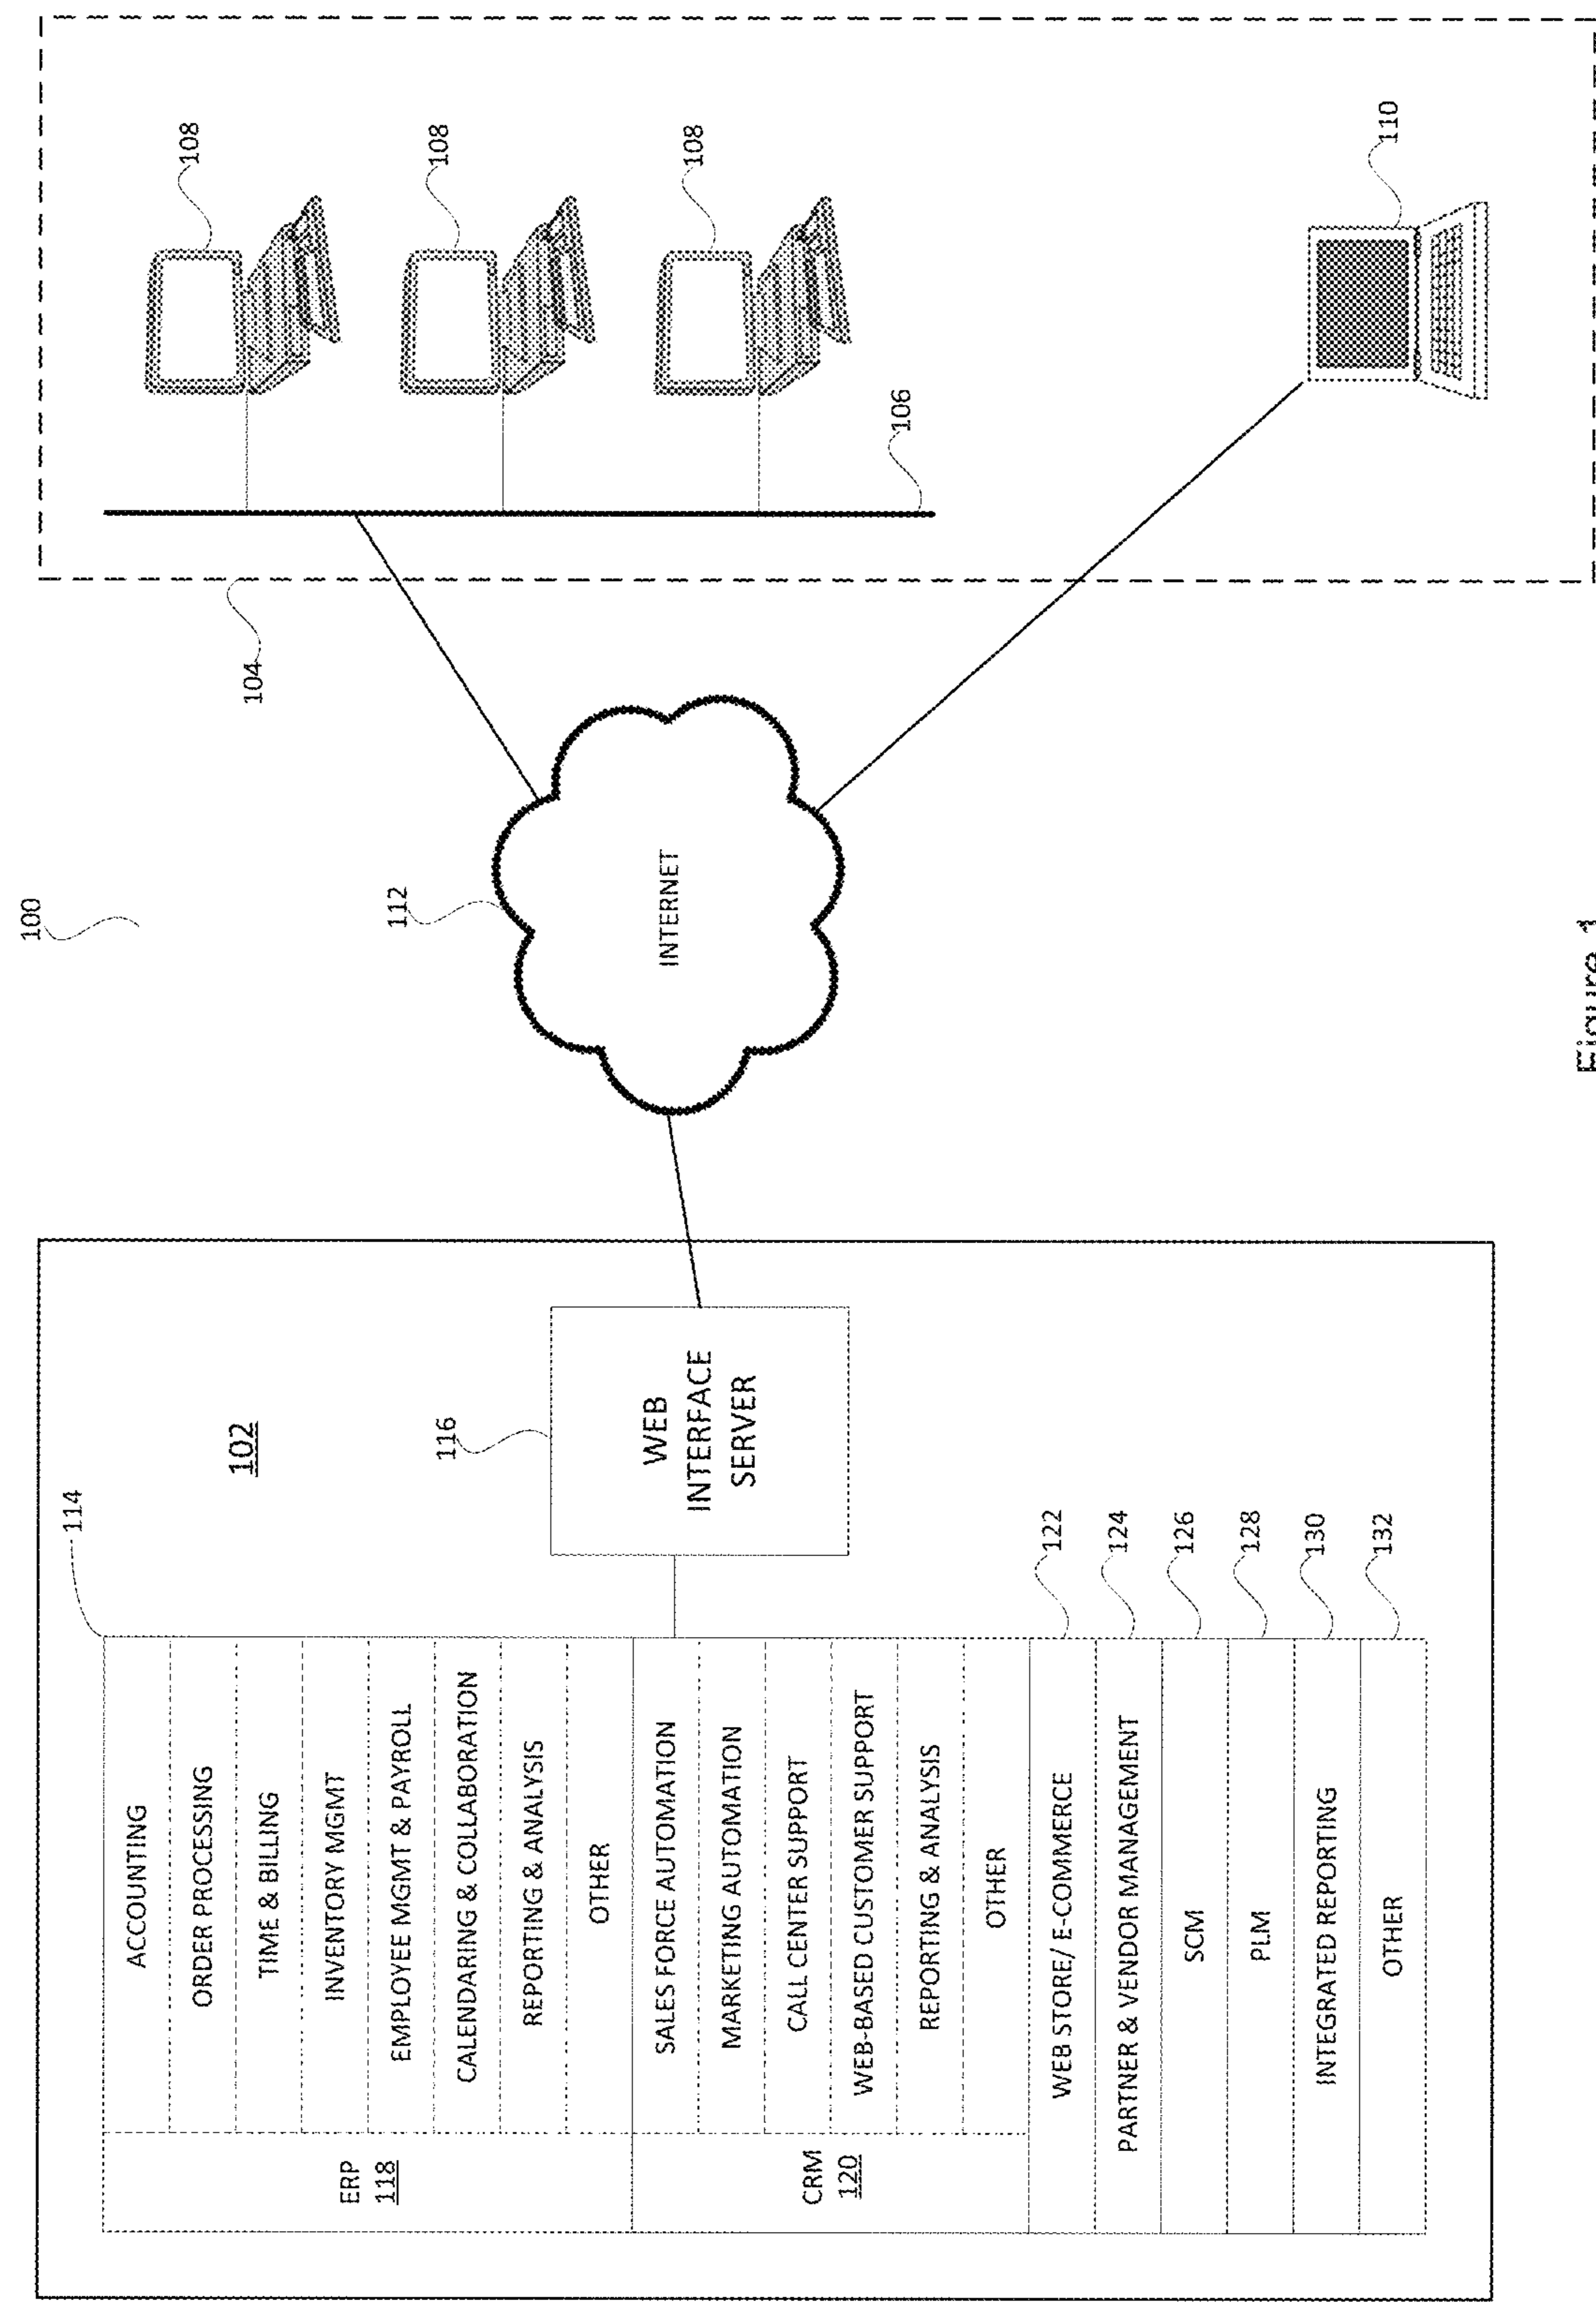 100
102
114
ERP
118
ACCOUNTING
ORDER PROCESSING
TIME & BILLING
INVENTORY MGMT
EMPLOYEE MGMT & PAYROLL
CALENDARING & COLLABORATION
REPORTING & ANALYSIS
OTHER
CRM
120
SALES FORCE AUTOMATION
MARKETING AUTOMATION
CALL CENTER SUPPORT
WEB-BASED CUSTOMER SUPPORT
REPORTING & ANALYSIS
OTHER
WEB STORE/ E-COMMERCE
122
PARTNER & VENDOR MANAGEMENT
124
SCM
126
PLM
128
INTEGRATED REPORTING
130
OTHER
132
116
WEB
INTERFACE
SERVER
112
INTERNET
104
106
108
108
108
110
Figure 1